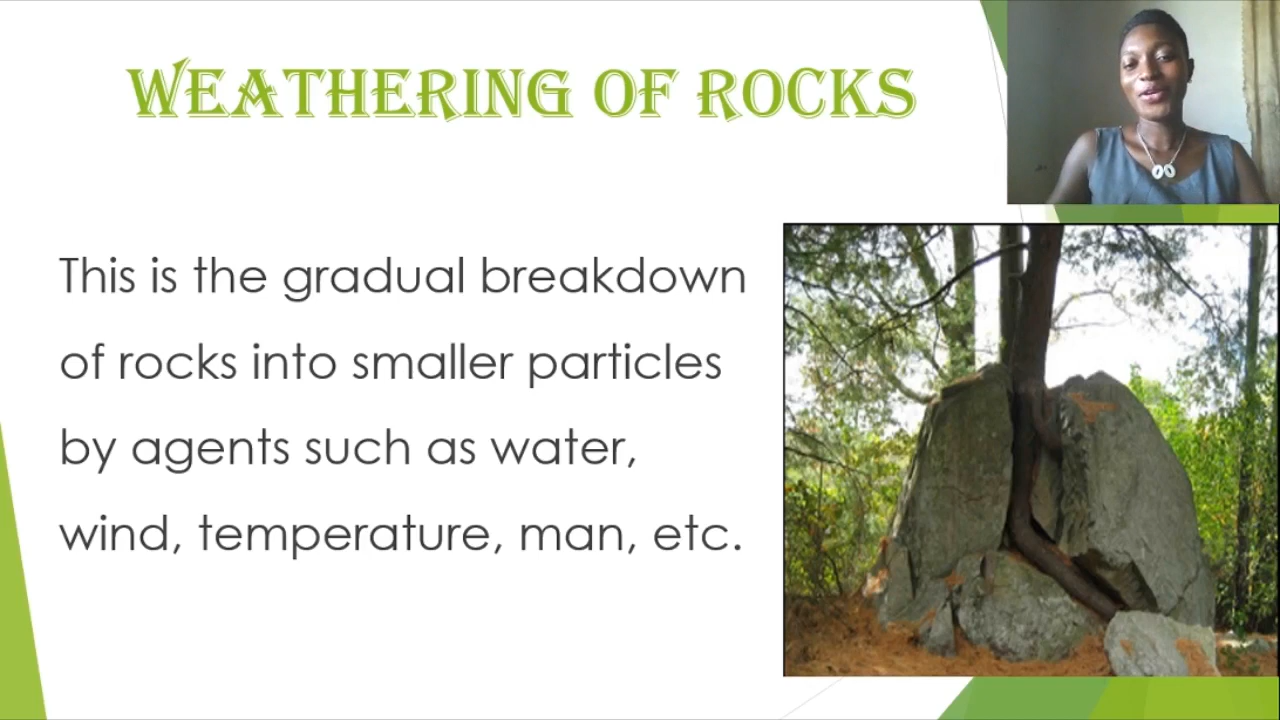 WEATHERING OF ROCKS
This is the gradual breakdown
of rocks into smaller particles
by agents such as water,
wind, temperature, man, etc.